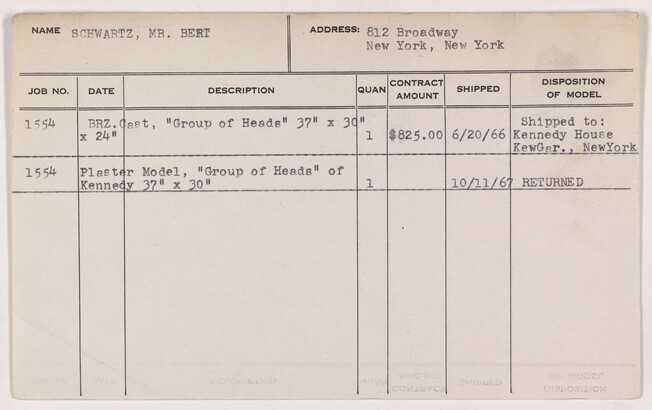 NAME SCHWARTZ, MR. BERT ADDRESS: 812 Broadway
New York, New York
JOB NO. DATE DESCRIPTION QUAN CONTRACT AMOUNT SHIPPED DISPOSITION OF MODEL
1554 BRZ.Cast, "Group of Heads" 37" x 30" Shipped to:
x 24" 1 $825.00 6/20/66 Kennedy House
KewGar., NewYork
1554 Plaster Model, "Group of Heads" of
Kennedy 37" x 30" 1 10/11/67 RETURNED